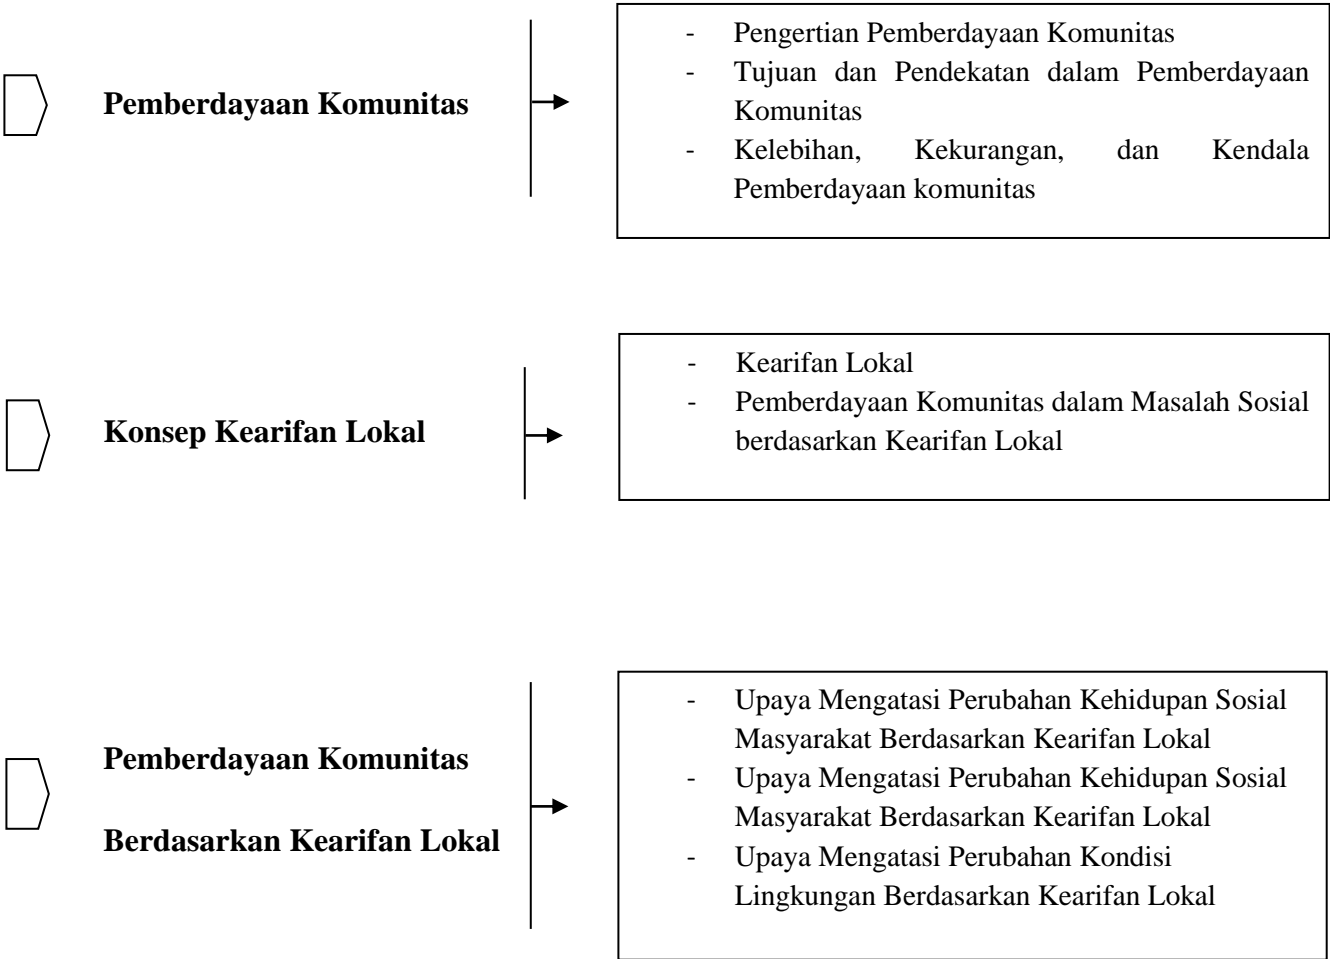 Pemberdayaan Komunitas
- Pengertian Pemberdayaan Komunitas
- Tujuan dan Pendekatan dalam Pemberdayaan
Komunitas
- Kelebihan, Kekurangan, dan Kendala
Pemberdayaan komunitas
Konsep Kearifan Lokal
- Kearifan Lokal
- Pemberdayaan Komunitas dalam Masalah Sosial
berdasarkan Kearifan Lokal
Pemberdayaan Komunitas
Berdasarkan Kearifan Lokal
- Upaya Mengatasi Perubahan Kehidupan Sosial
Masyarakat Berdasarkan Kearifan Lokal
- Upaya Mengatasi Perubahan Kehidupan Sosial
Masyarakat Berdasarkan Kearifan Lokal
- Upaya Mengatasi Perubahan Kondisi
Lingkungan Berdasarkan Kearifan Lokal